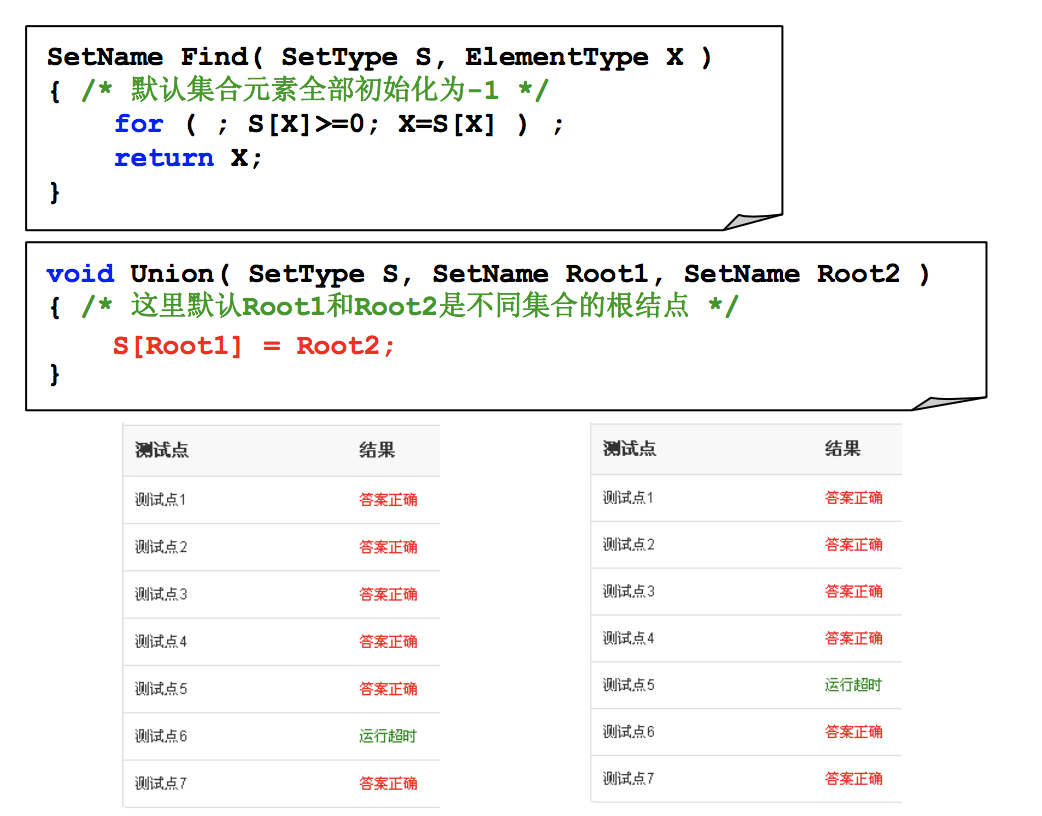 SetName Find( SetType S, ElementType X )
{ /* 默认集合元素全部初始化为-1 */
for ( ; S[X]>=0; X=S[X] ) ;
return X;
}
void Union( SetType S, SetName Root1, SetName Root2 )
{ /* 这里默认Root1和Root2是不同集合的根结点 */
S[Root1] = Root2;
}
测试点 结果
测试点1 答案正确
测试点2 答案正确
测试点3 答案正确
测试点4 答案正确
测试点5 答案正确
测试点6 运行超时
测试点7 答案正确
测试点 结果
测试点1 答案正确
测试点2 答案正确
测试点3 答案正确
测试点4 答案正确
测试点5 运行超时
测试点6 答案正确
测试点7 答案正确